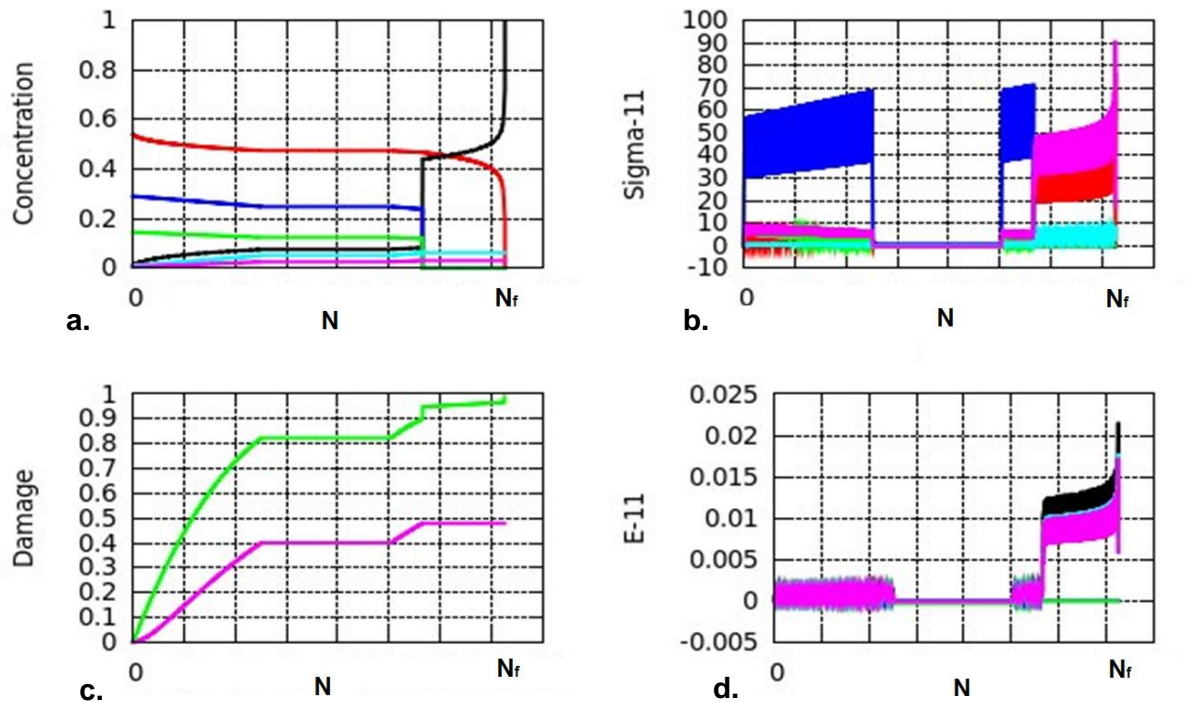 1
0.8
0.6
0.4
0.2
0
Concentration
0
N
Nf
a.
100
90
80
70
60
50
40
30
20
10
0
-10
Sigma-11
0
N
Nf
b.
1
0.9
0.8
0.7
0.6
0.5
0.4
0.3
0.2
0.1
0
Damage
0
N
Nf
c.
0.025
0.02
0.015
0.01
0.005
0
-0.005
E-11
0
N
Nf
d.